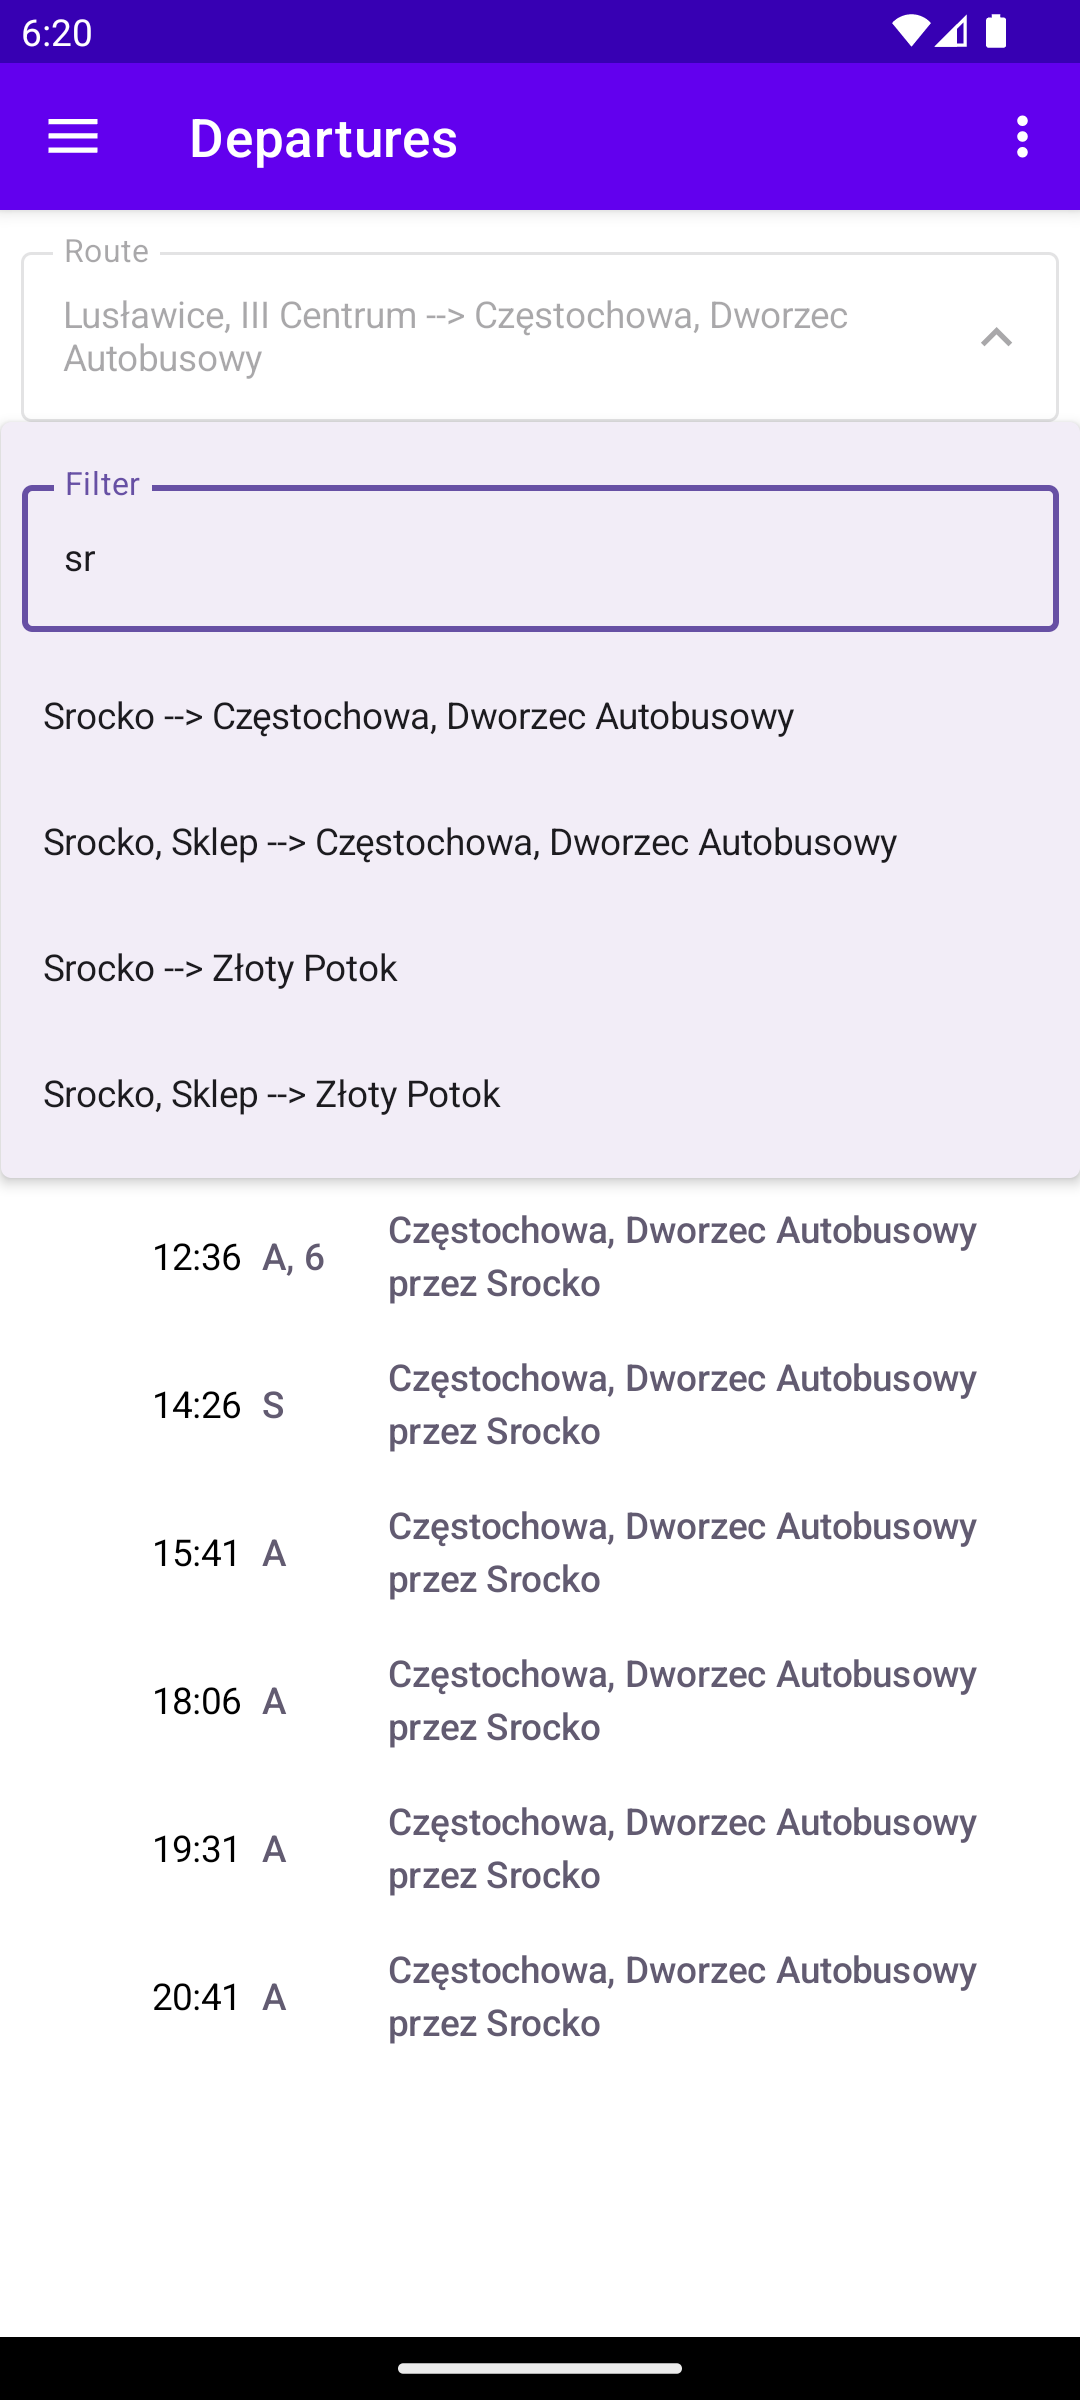 6:20
Departures
Route
Lusławice, III Centrum --> Częstochowa, Dworzec
Autobusowy
Filter
sr
Srocko --> Częstochowa, Dworzec Autobusowy
Srocko, Sklep --> Częstochowa, Dworzec Autobusowy
Srocko --> Złoty Potok
Srocko, Sklep --> Złoty Potok
12:36 A, 6 Częstochowa, Dworzec Autobusowy
przez Srocko
14:26 S Częstochowa, Dworzec Autobusowy
przez Srocko
15:41 A Częstochowa, Dworzec Autobusowy
przez Srocko
18:06 A Częstochowa, Dworzec Autobusowy
przez Srocko
19:31 A Częstochowa, Dworzec Autobusowy
przez Srocko
20:41 A Częstochowa, Dworzec Autobusowy
przez Srocko